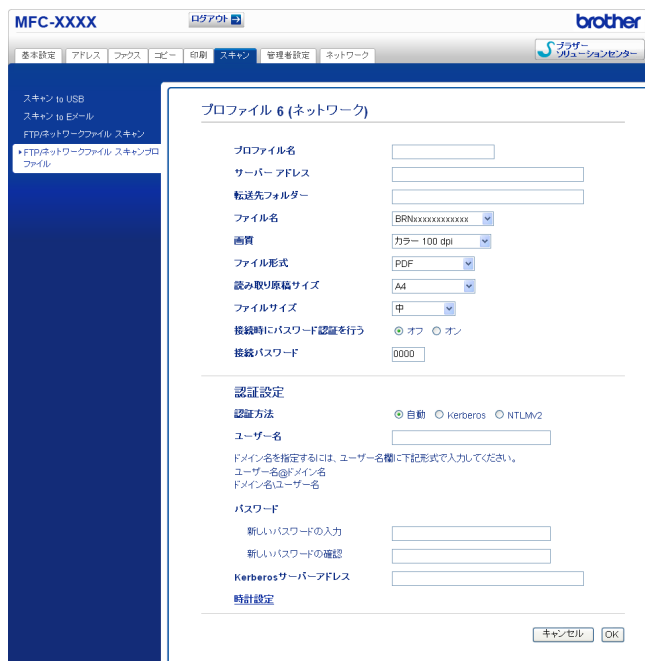 MFC-XXXX
ログアウト
brother
基本設定 アドレス ファクス コピー 印刷 スキャン 管理者設定 ネットワーク
ブラザー
ソリューションセンター
スキャン to USB
スキャン to Eメール
FTP/ネットワークファイル スキャン
FTP/ネットワークファイル スキャンプロ
ファイル
プロファイル 6 (ネットワーク)
プロファイル名
サーバー アドレス
転送先フォルダー
ファイル名 BRNxxxxxxxxxxxx
画質 カラー 100 dpi
ファイル形式 PDF
読み取り原稿サイズ A4
ファイルサイズ 中
接続時にパスワード認証を行う オフ オン
接続パスワード 0000
認証設定
認証方法 自動 Kerberos NTLMv2
ユーザー名
ドメイン名を指定するには、ユーザー名欄に下記形式で入力してください。
ユーザー名@ドメイン名
ドメイン名\ユーザー名
パスワード
新しいパスワードの入力
新しいパスワードの確認
Kerberosサーバーアドレス
時計設定
キャンセル OK